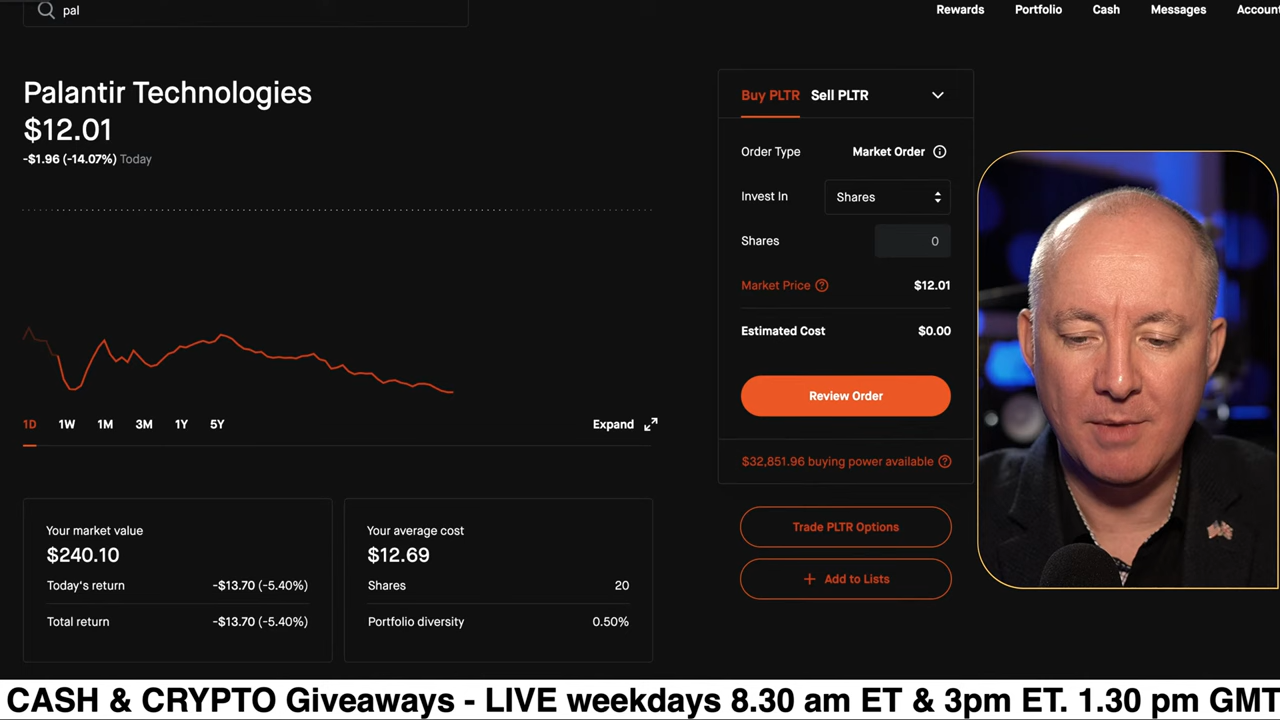 pal
Rewards Portfolio Cash Messages Account
Palantir Technologies
$12.01
-$1.96 (-14.07%) Today
1D 1W 1M 3M 1Y 5Y Expand
Your market value
$240.10
Today's return -$13.70 (-5.40%)
Total return -$13.70 (-5.40%)
Your average cost
$12.69
Shares 20
Portfolio diversity 0.50%
Buy PLTR Sell PLTR
Order Type Market Order
Invest In Shares
Shares 0
Market Price $12.01
Estimated Cost $0.00
Review Order
$32,851.96 buying power available
Trade PLTR Options
+ Add to Lists
CASH & CRYPTO Giveaways - LIVE weekdays 8.30 am ET & 3pm ET. 1.30 pm GMT